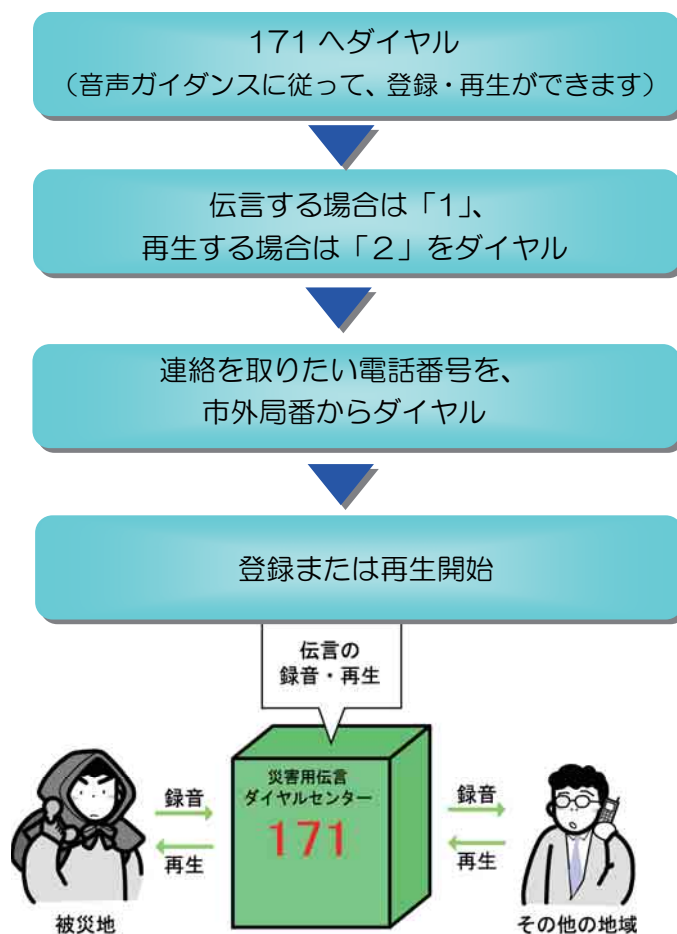 171 へダイヤル
（音声ガイダンスに従って、登録・再生ができます）
伝言する場合は「1」、
再生する場合は「２」をダイヤル
連絡を取りたい電話番号を、
市外局番からダイヤル
登録または再生開始
伝言の
録音・再生
災害用伝言
ダイヤルセンター
171
録音
再生
録音
再生
被災地
その他の地域